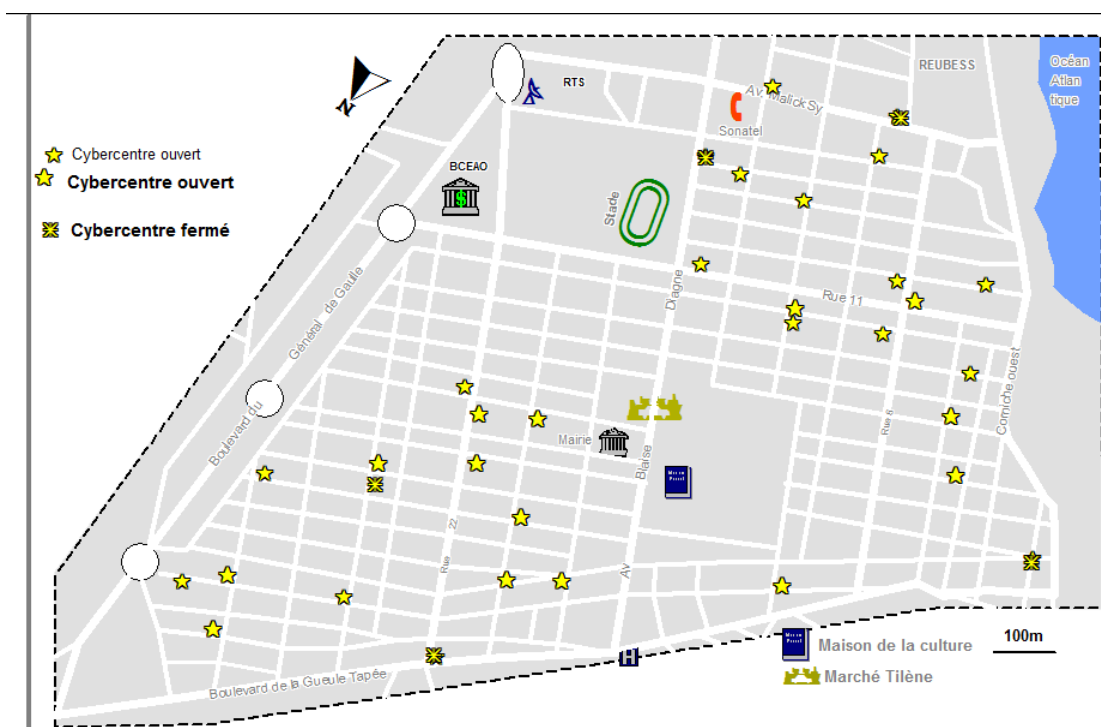 REUBESS
Océan
Atlan
tique
RTS
Av. Malick Sy
Sonatel
N
Cybercentre ouvert
Cybercentre ouvert
BCEAO
Stade
Cybercentre fermé
Boulevard du Général de Gaulle
Av Blaise Diagne
Rue 11
Corniche ouest
Rue 6
Mairie
Maison
Rue 22
H
Boulevard de la Gueule Tapée
100m
Maison de la culture
Marché Tilène